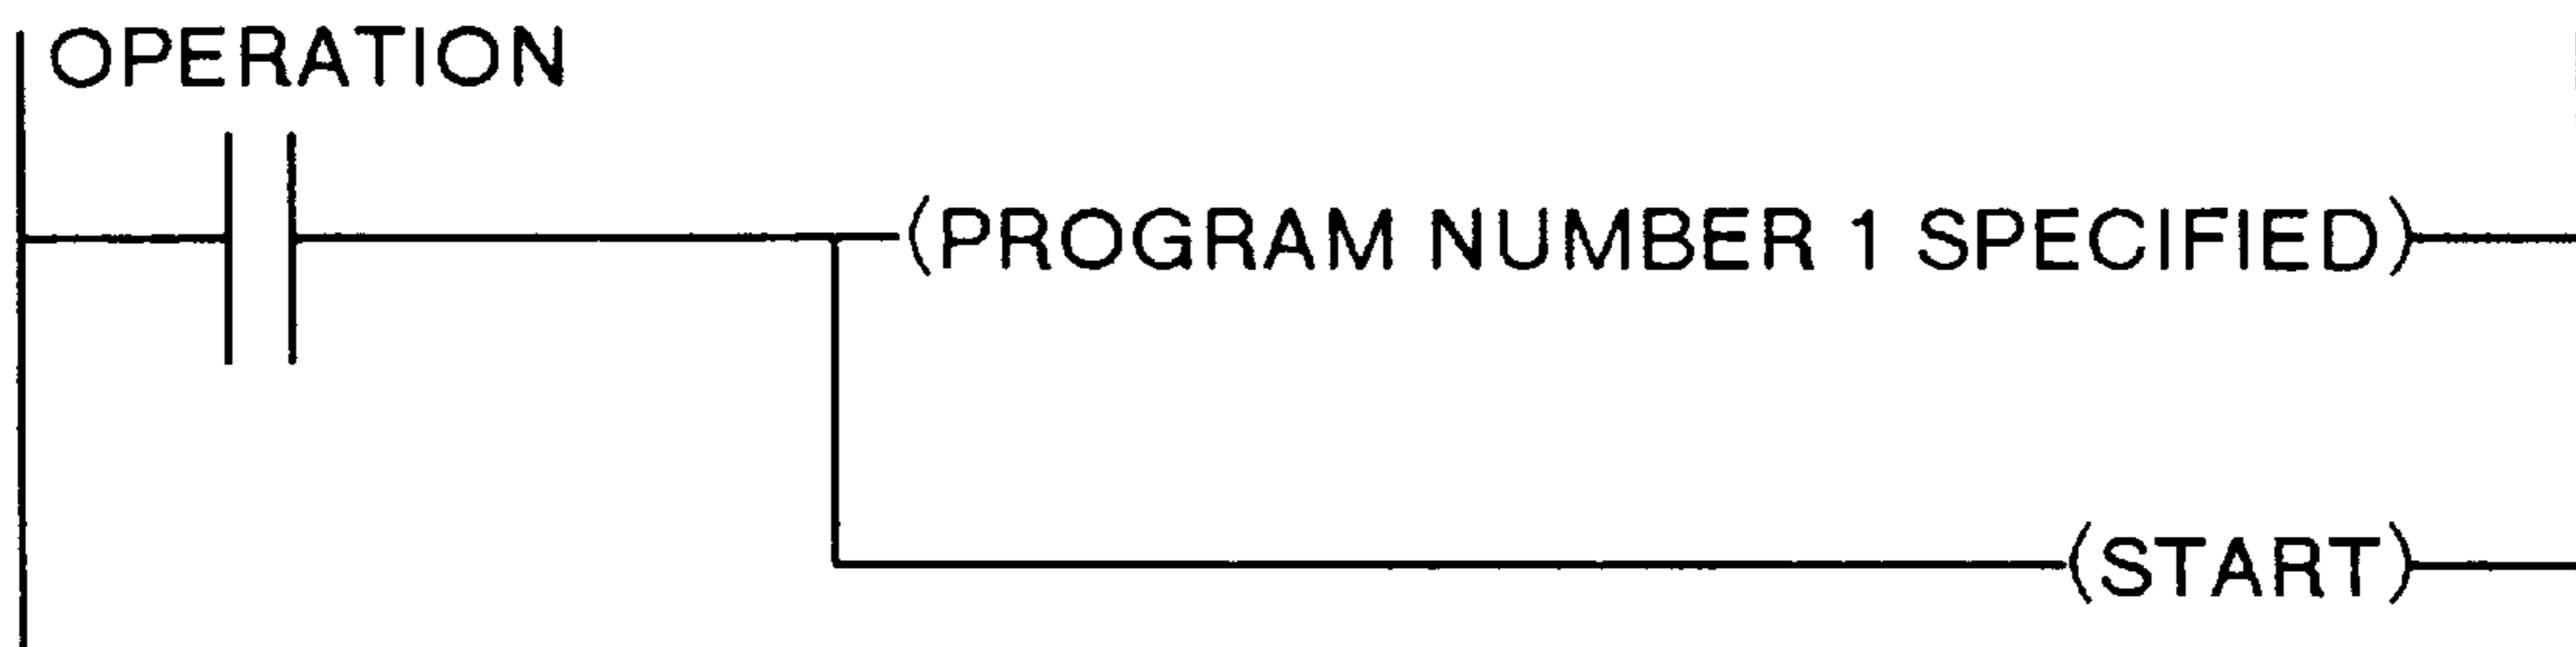 OPERATION
(PROGRAM NUMBER 1 SPECIFIED)
(START)